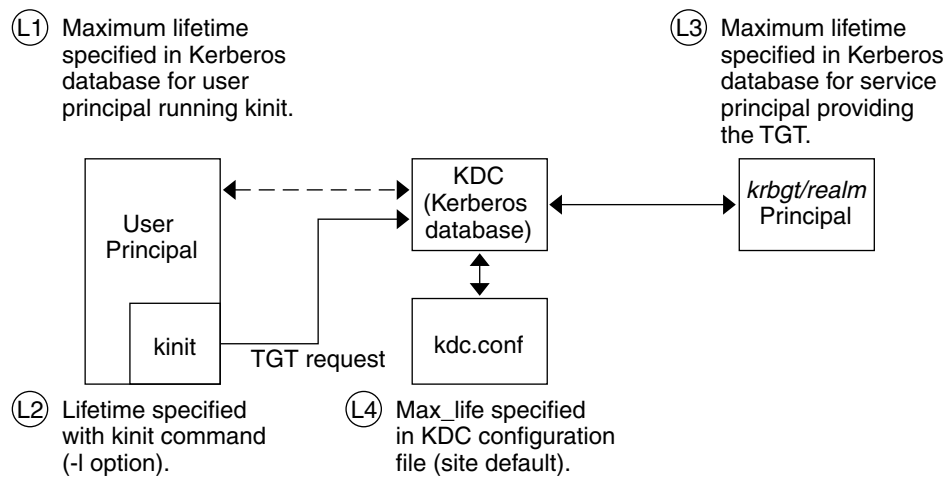 L1 Maximum lifetime
specified in Kerberos
database for user
principal running kinit.
L3 Maximum lifetime
specified in Kerberos
database for service
principal providing
the TGT.
User
Principal
kinit
TGT request
KDC
(Kerberos
database)
kdc.conf
krbgt/realm
Principal
L2 Lifetime specified
with kinit command
(-l option).
L4 Max_life specified
in KDC configuration
file (site default).